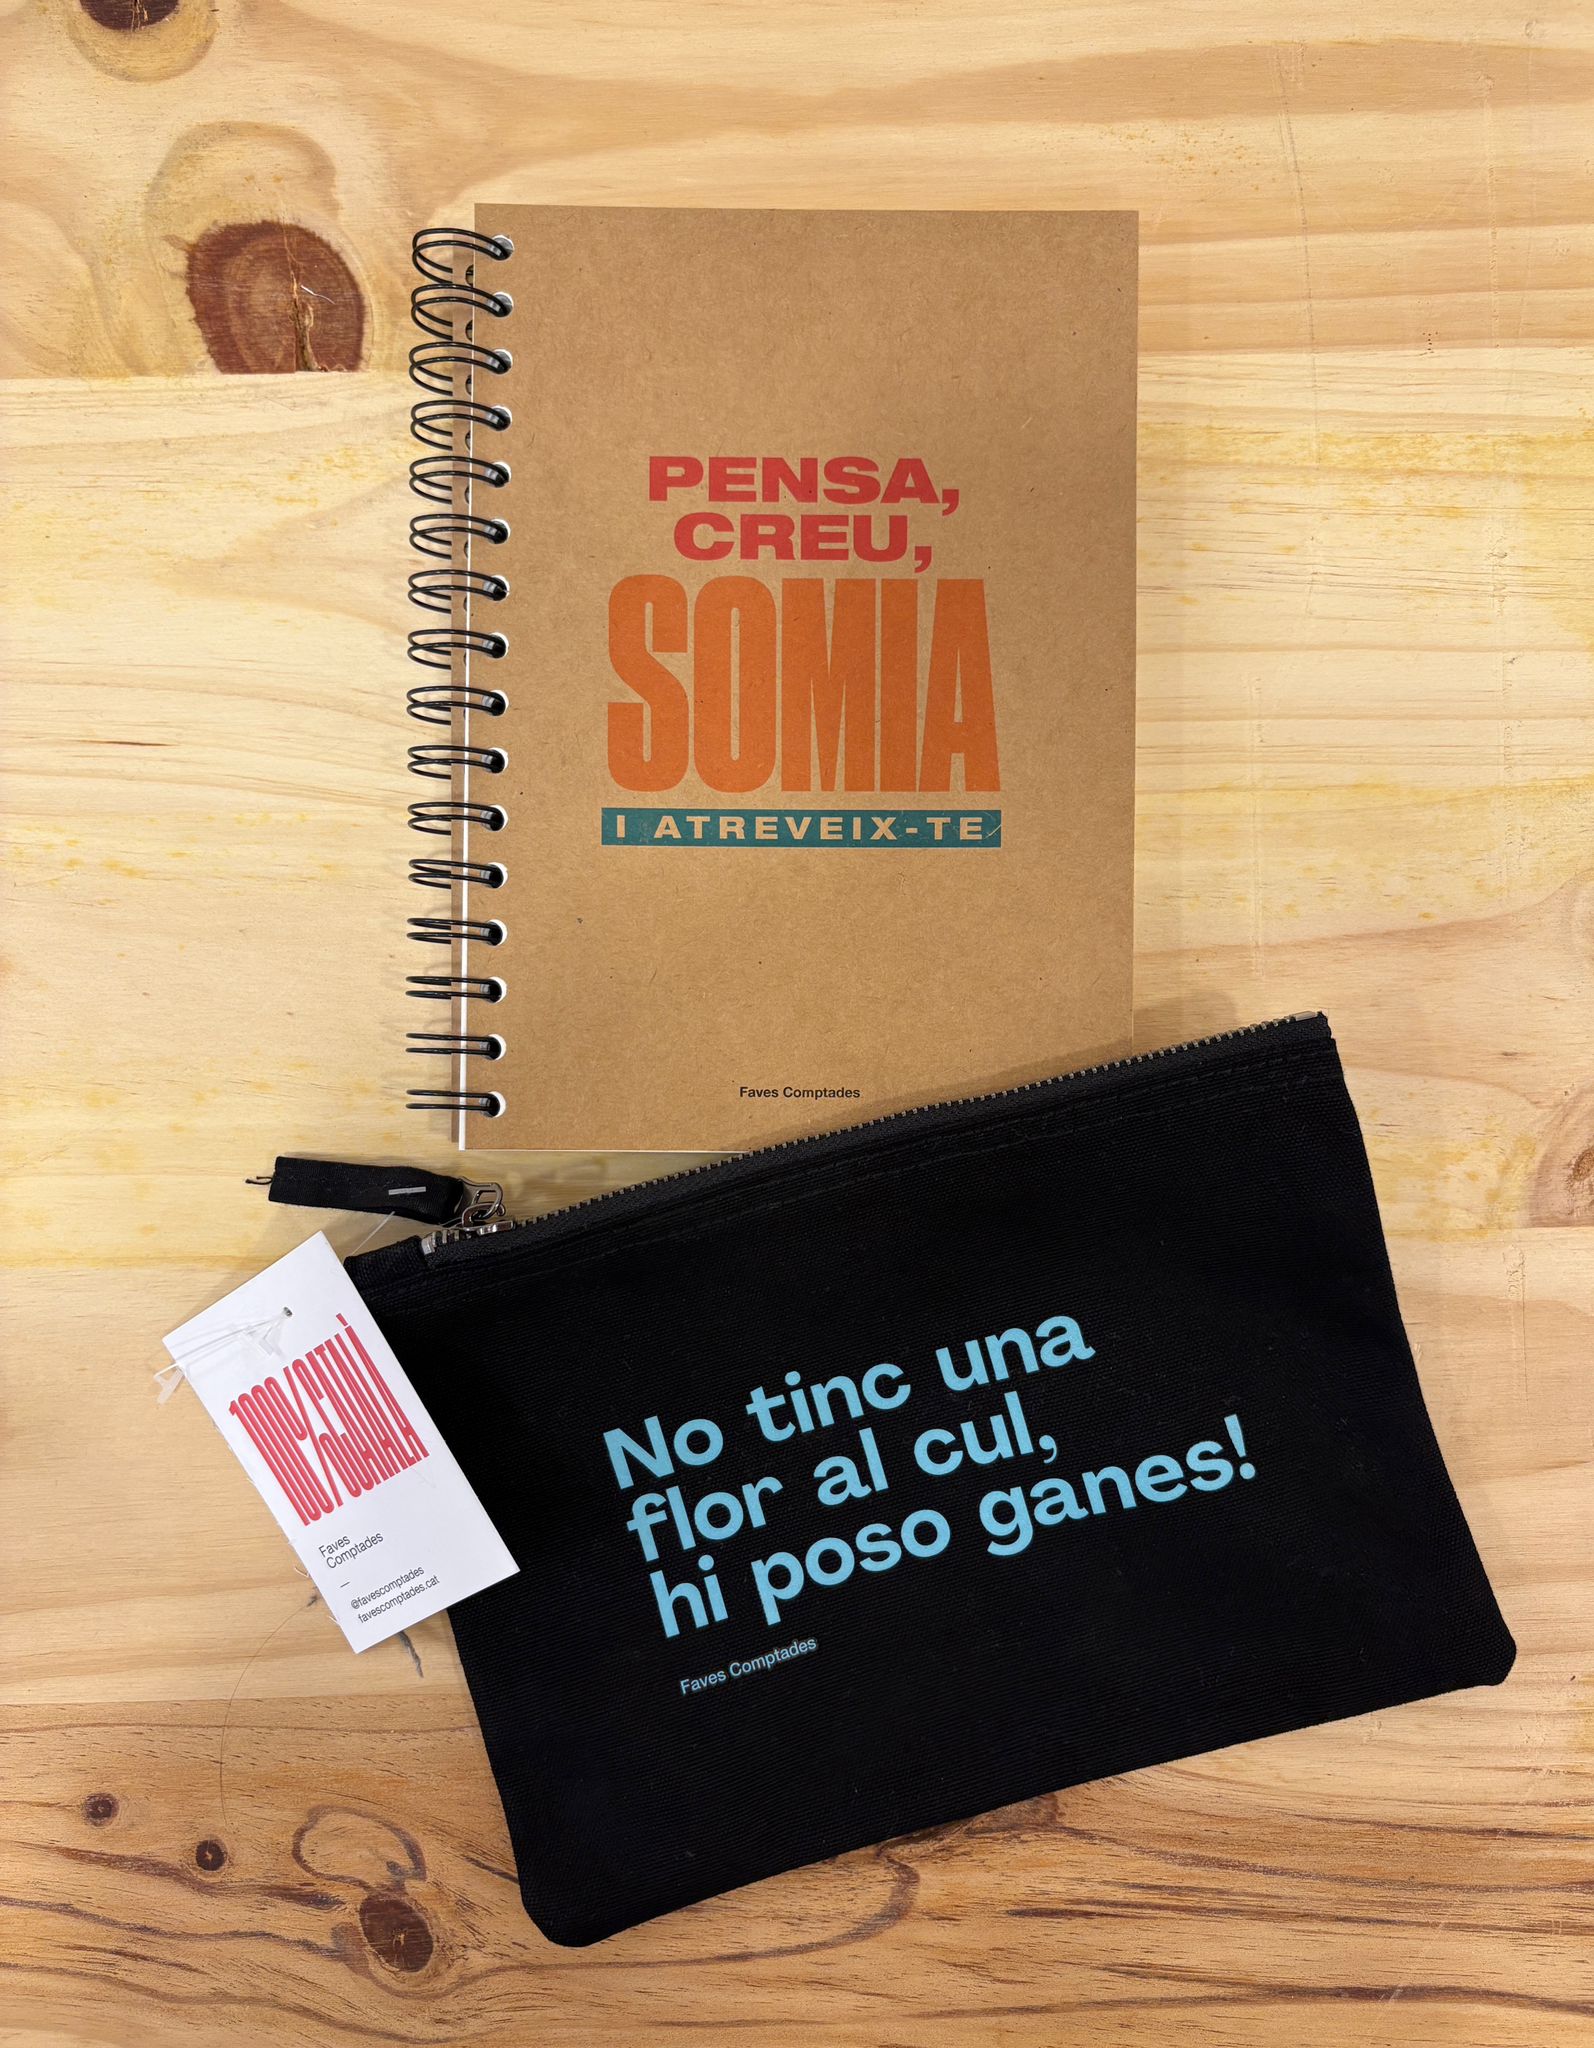 PENSA,
CREU,
SOMIA
I ATREVEIX-TE
Faves Comptades
100%CATALÀ
Faves
Comptades
—
@favescomptades
favescomptades.cat
No tinc una
flor al cul,
hi poso ganes!
Faves Comptades